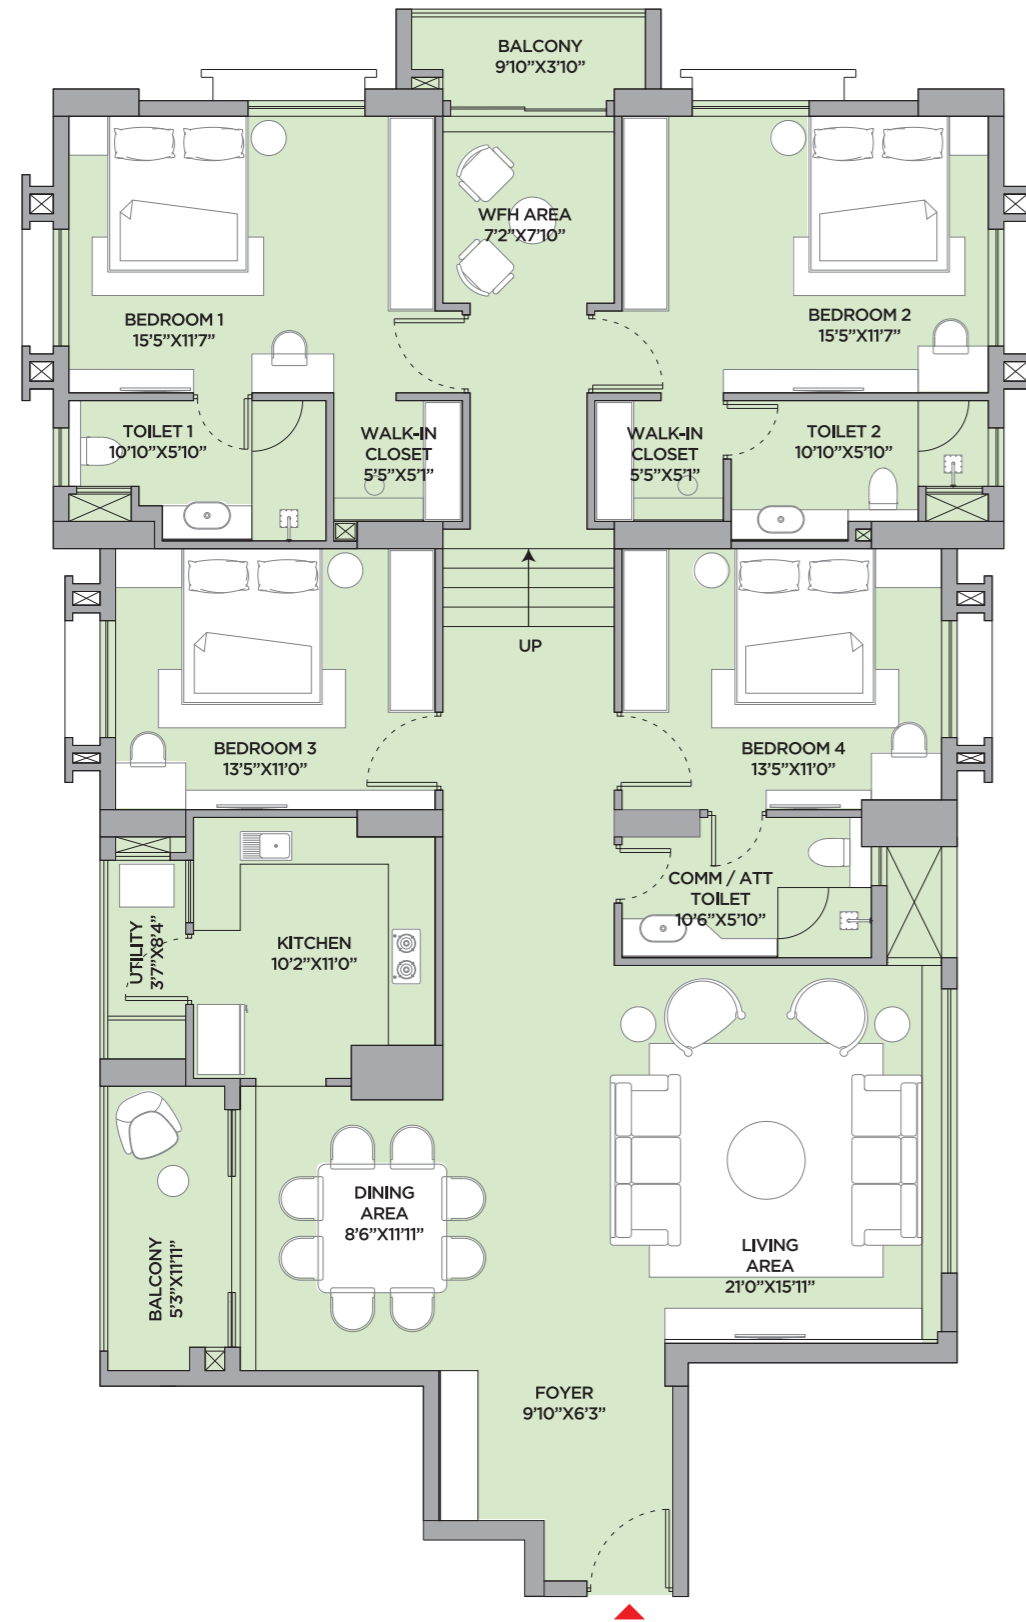 BALCONY
9'10"X3'10"
WFH AREA
7'2"X7'10"
BEDROOM 1
15'5"X11'7"
BEDROOM 2
15'5"X11'7"
TOILET 1
10'10"X5'10"
WALK-IN
CLOSET
5'5"X5'1"
WALK-IN
CLOSET
5'5"X5'1"
TOILET 2
10'10"X5'10"
UP
BEDROOM 3
13'5"X11'0"
BEDROOM 4
13'5"X11'0"
COMM / ATT
TOILET
10'6"X5'10"
UTILITY
3'7"X8'4"
KITCHEN
10'2"X11'0"
DINING
AREA
8'6"X11'11"
BALCONY
5'3"X11'11"
LIVING
AREA
21'0"X15'11"
FOYER
9'10"X6'3"